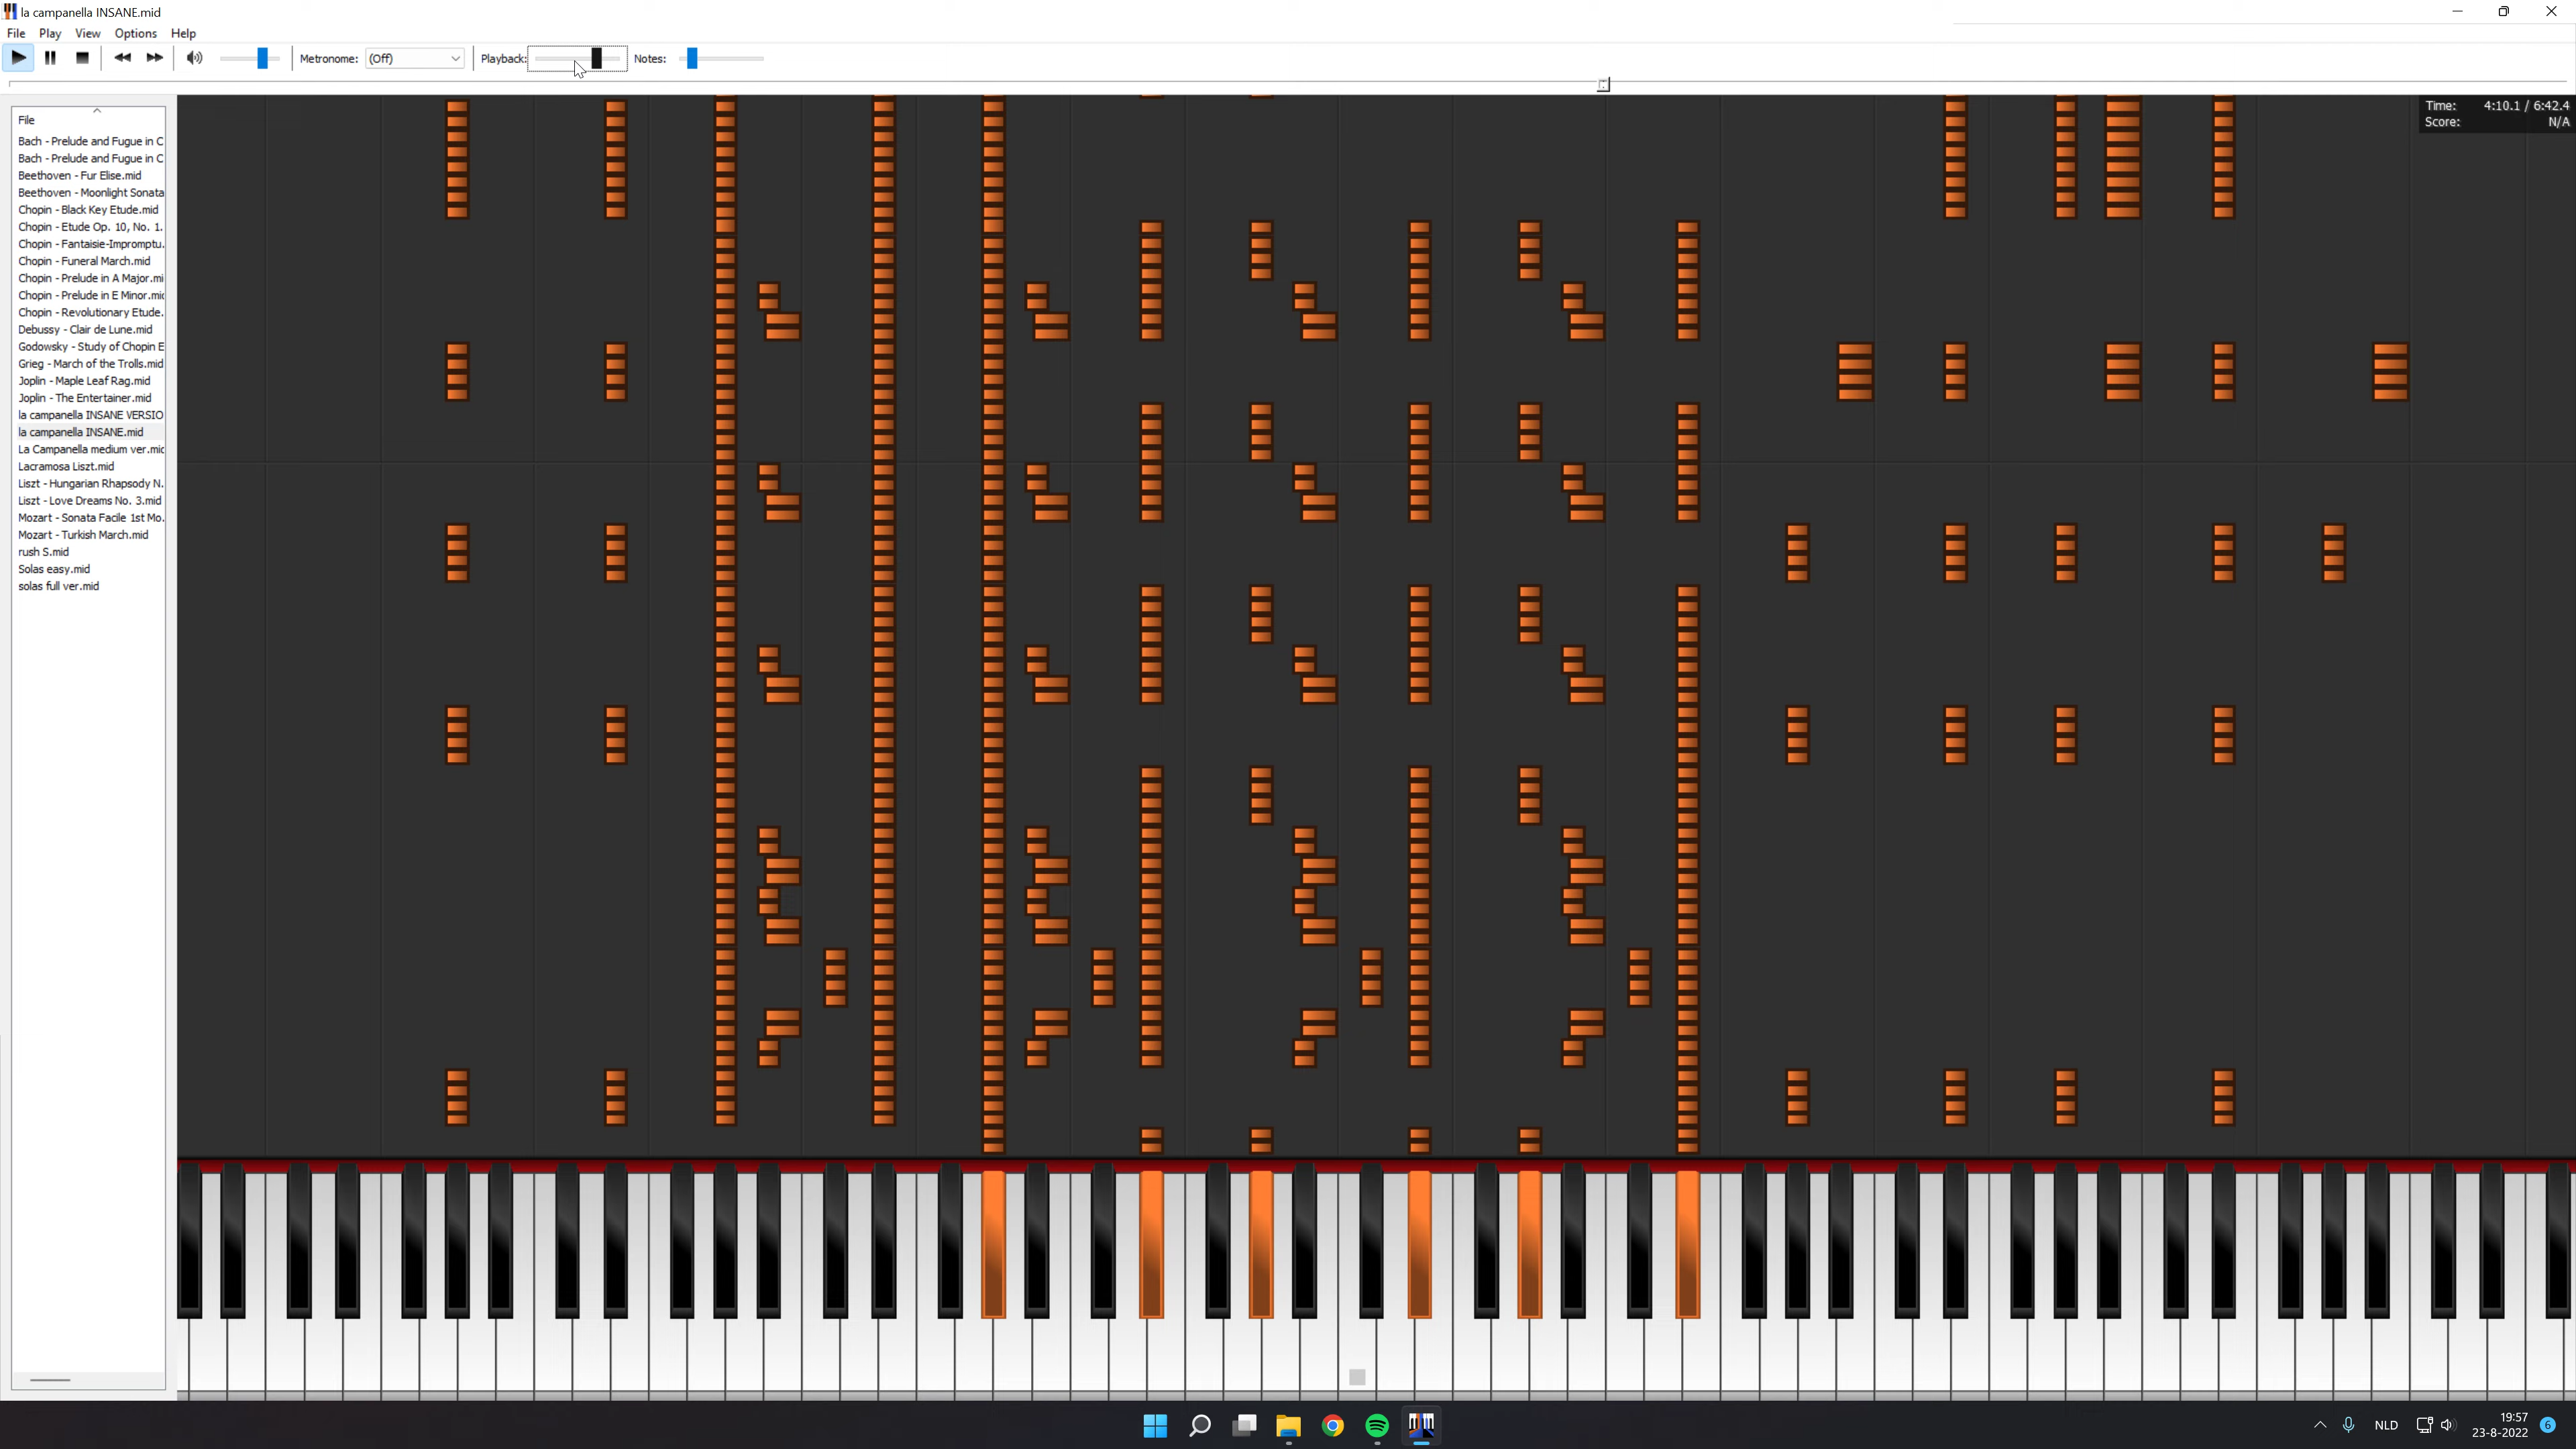 la campanella INSANE.mid
File Play View Options Help
Metronome: (Off) Playback: Notes:
Time: 4:10.1 / 6:42.4
Score: N/A
File
Bach - Prelude and Fugue in C
Bach - Prelude and Fugue in C
Beethoven - Fur Elise.mid
Beethoven - Moonlight Sonata
Chopin - Black Key Etude.mid
Chopin - Etude Op. 10, No. 1.
Chopin - Fantaisie-Impromptu.
Chopin - Funeral March.mid
Chopin - Prelude in A Major.mi
Chopin - Prelude in E Minor.mi
Chopin - Revolutionary Etude.
Debussy - Clair de Lune.mid
Godowsky - Study of Chopin E
Grieg - March of the Trolls.mid
Joplin - Maple Leaf Rag.mid
Joplin - The Entertainer.mid
la campanella INSANE VERSIO
la campanella INSANE.mid
La Campanella medium ver.mi
Lacramosa Liszt.mid
Liszt - Hungarian Rhapsody N.
Liszt - Love Dreams No. 3.mid
Mozart - Sonata Facile 1st Mo.
Mozart - Turkish March.mid
rush S.mid
Solas easy.mid
solas full ver.mid
NLD
19:57
23-8-2022
6